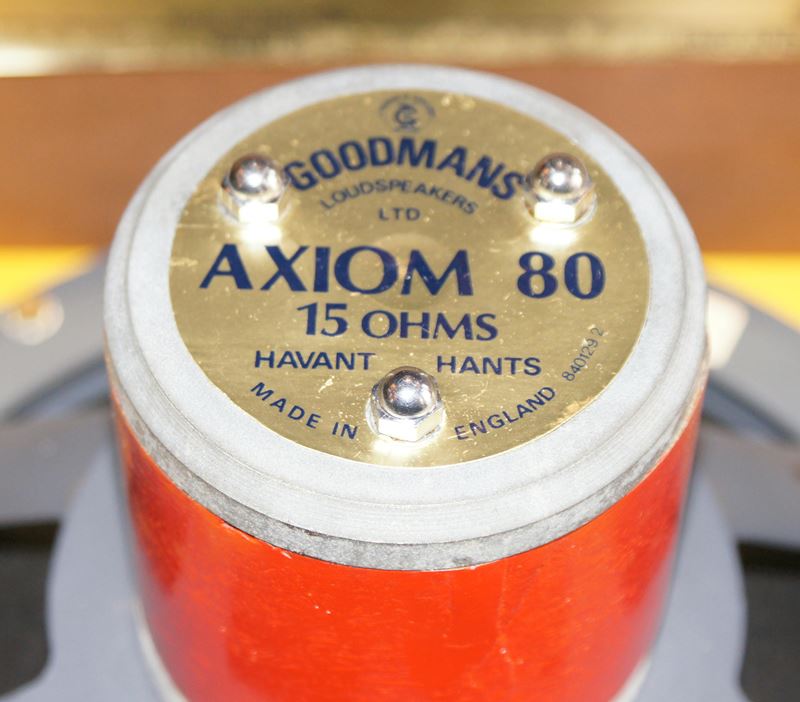 GOODMANS
LOUDSPEAKERS
LTD
AXIOM 80
15 OHMS
HAVANT HANTS
MADE IN ENGLAND
840129 2